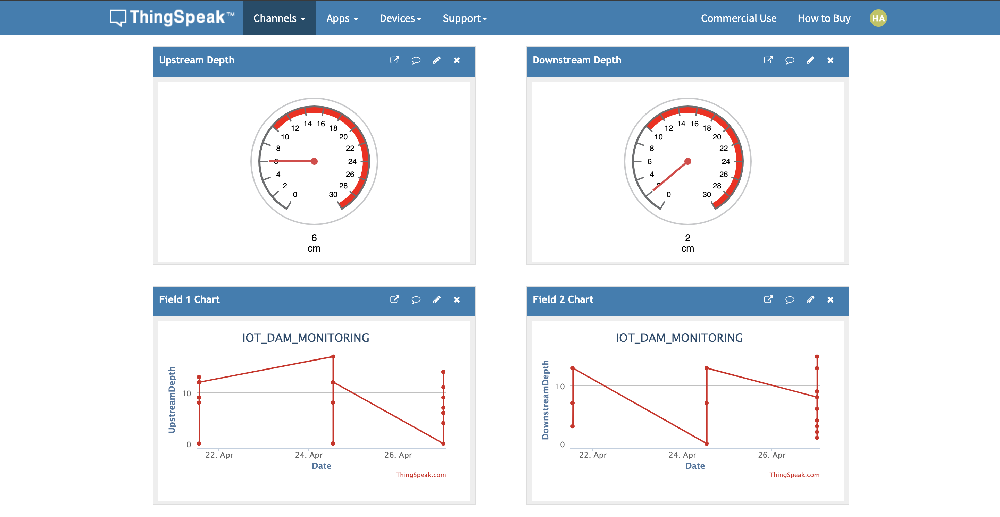 ThingSpeak™ Channels Apps Devices Support Commercial Use How to Buy HA
Upstream Depth
0 2 4 6 8 10 12 14 16 18 20 22 24 26 28 30
6
cm
Downstream Depth
0 2 4 6 8 10 12 14 16 18 20 22 24 26 28 30
2
cm
Field 1 Chart
IOT_DAM_MONITORING
UpstreamDepth
10
0
22. Apr 24. Apr 26. Apr
Date
ThingSpeak.com
Field 2 Chart
IOT_DAM_MONITORING
DownstreamDepth
10
0
22. Apr 24. Apr 26. Apr
Date
ThingSpeak.com